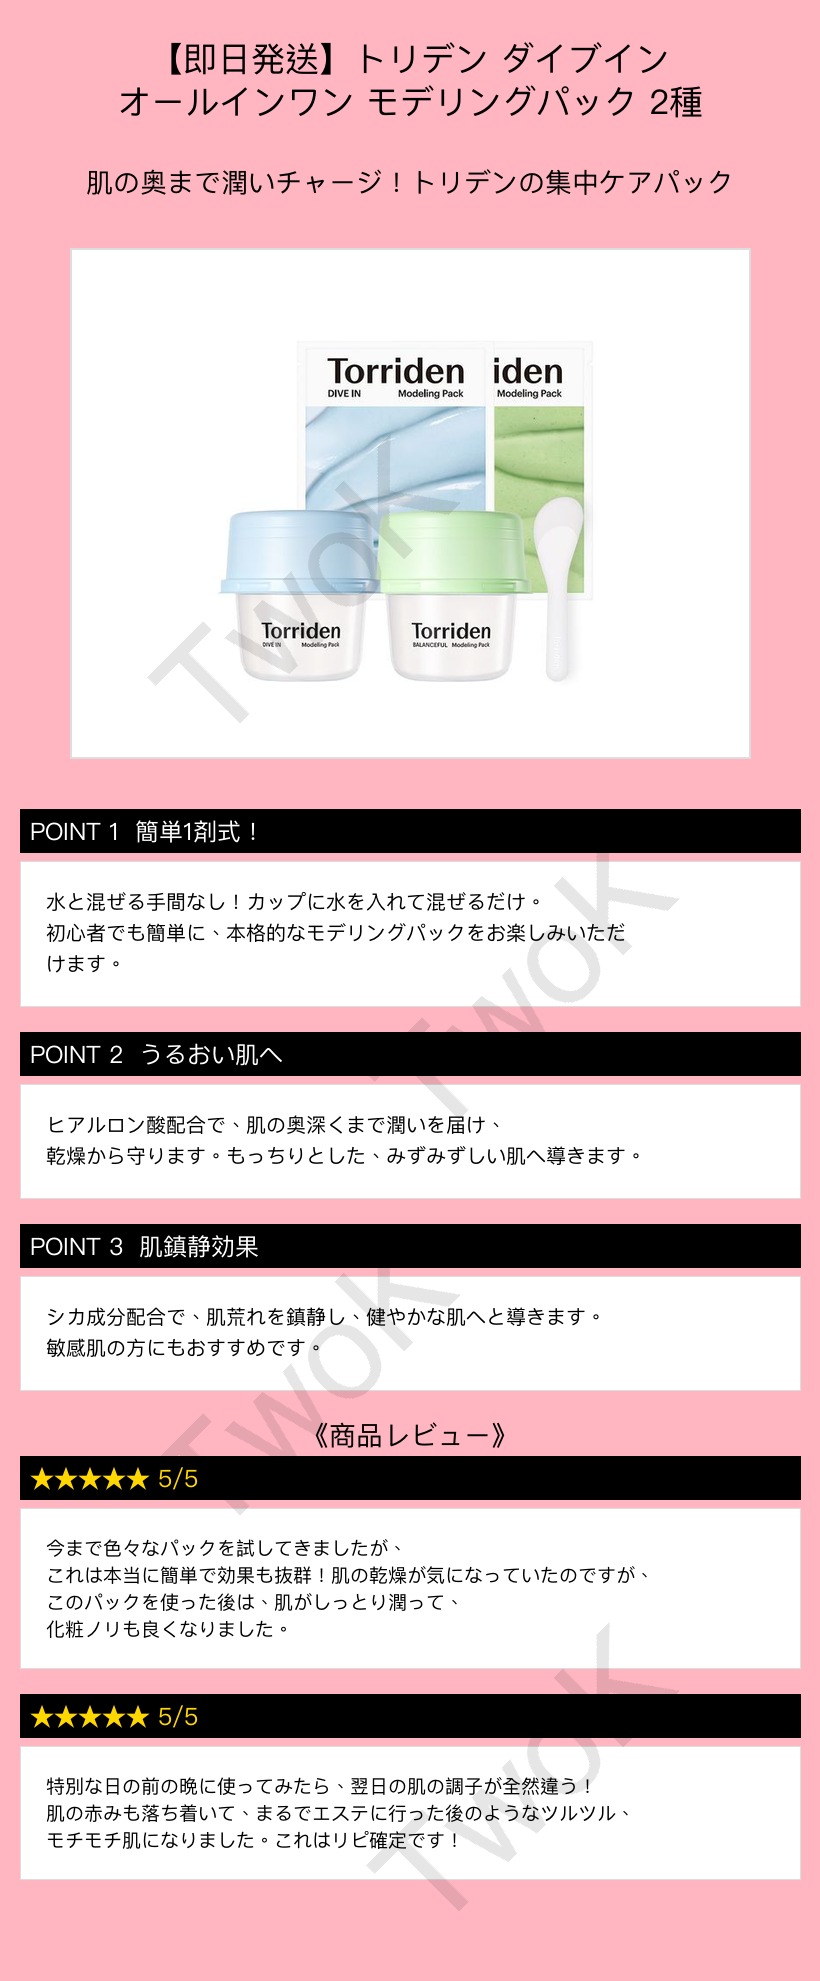 【即日発送】トリデン ダイブイン
オールインワン モデリングパック 2種
肌の奥まで潤いチャージ！トリデンの集中ケアパック
Torriden
iden
DIVE IN Modeling Pack
Modeling Pack
Torriden
DIVE IN Modeling Pack
Torriden
BALANCEFUL Modeling Pack
TwoK
POINT 1 簡単1剤式！
水と混ぜる手間なし！カップに水を入れて混ぜるだけ。
初心者でも簡単に、本格的なモデリングパックをお楽しみいただ
けます。
TwoK
POINT 2 うるおい肌へ
ヒアルロン酸配合で、肌の奥深くまで潤いを届け、
乾燥から守ります。もっちりとした、みずみずしい肌へ導きます。
POINT 3 肌鎮静効果
シカ成分配合で、肌荒れを鎮静し、健やかな肌へと導きます。
敏感肌の方にもおすすめです。
TwoK
《商品レビュー》
★★★★★ 5/5
今まで色々なパックを試してきましたが、
これは本当に簡単で効果も抜群！肌の乾燥が気になっていたのですが、
このパックを使った後は、肌がしっとり潤って、
化粧ノリも良くなりました。
★★★★★ 5/5
特別な日の前の晩に使ってみたら、翌日の肌の調子が全然違う！
肌の赤みも落ち着いて、まるでエステに行った後のようなツルツル、
モチモチ肌になりました。これはリピ確定です！
TwoK